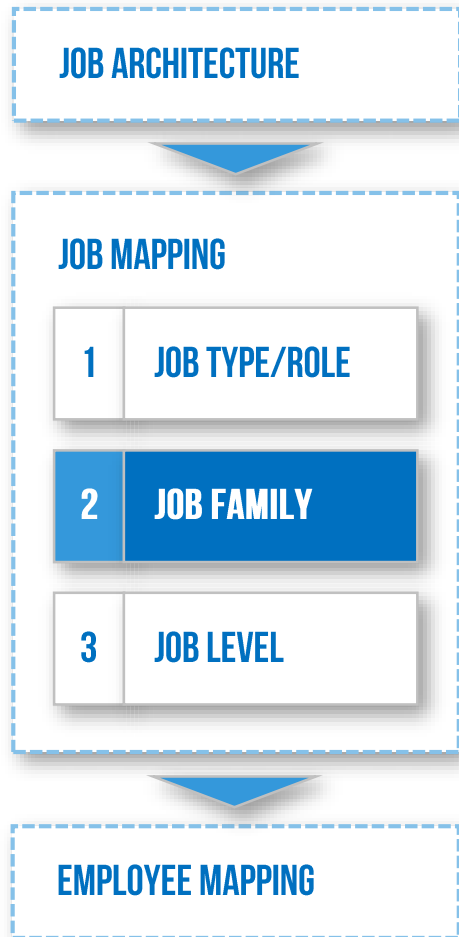 JOB ARCHITECTURE
JOB MAPPING
1 JOB TYPE/ROLE
2 JOB FAMILY
3 JOB LEVEL
EMPLOYEE MAPPING